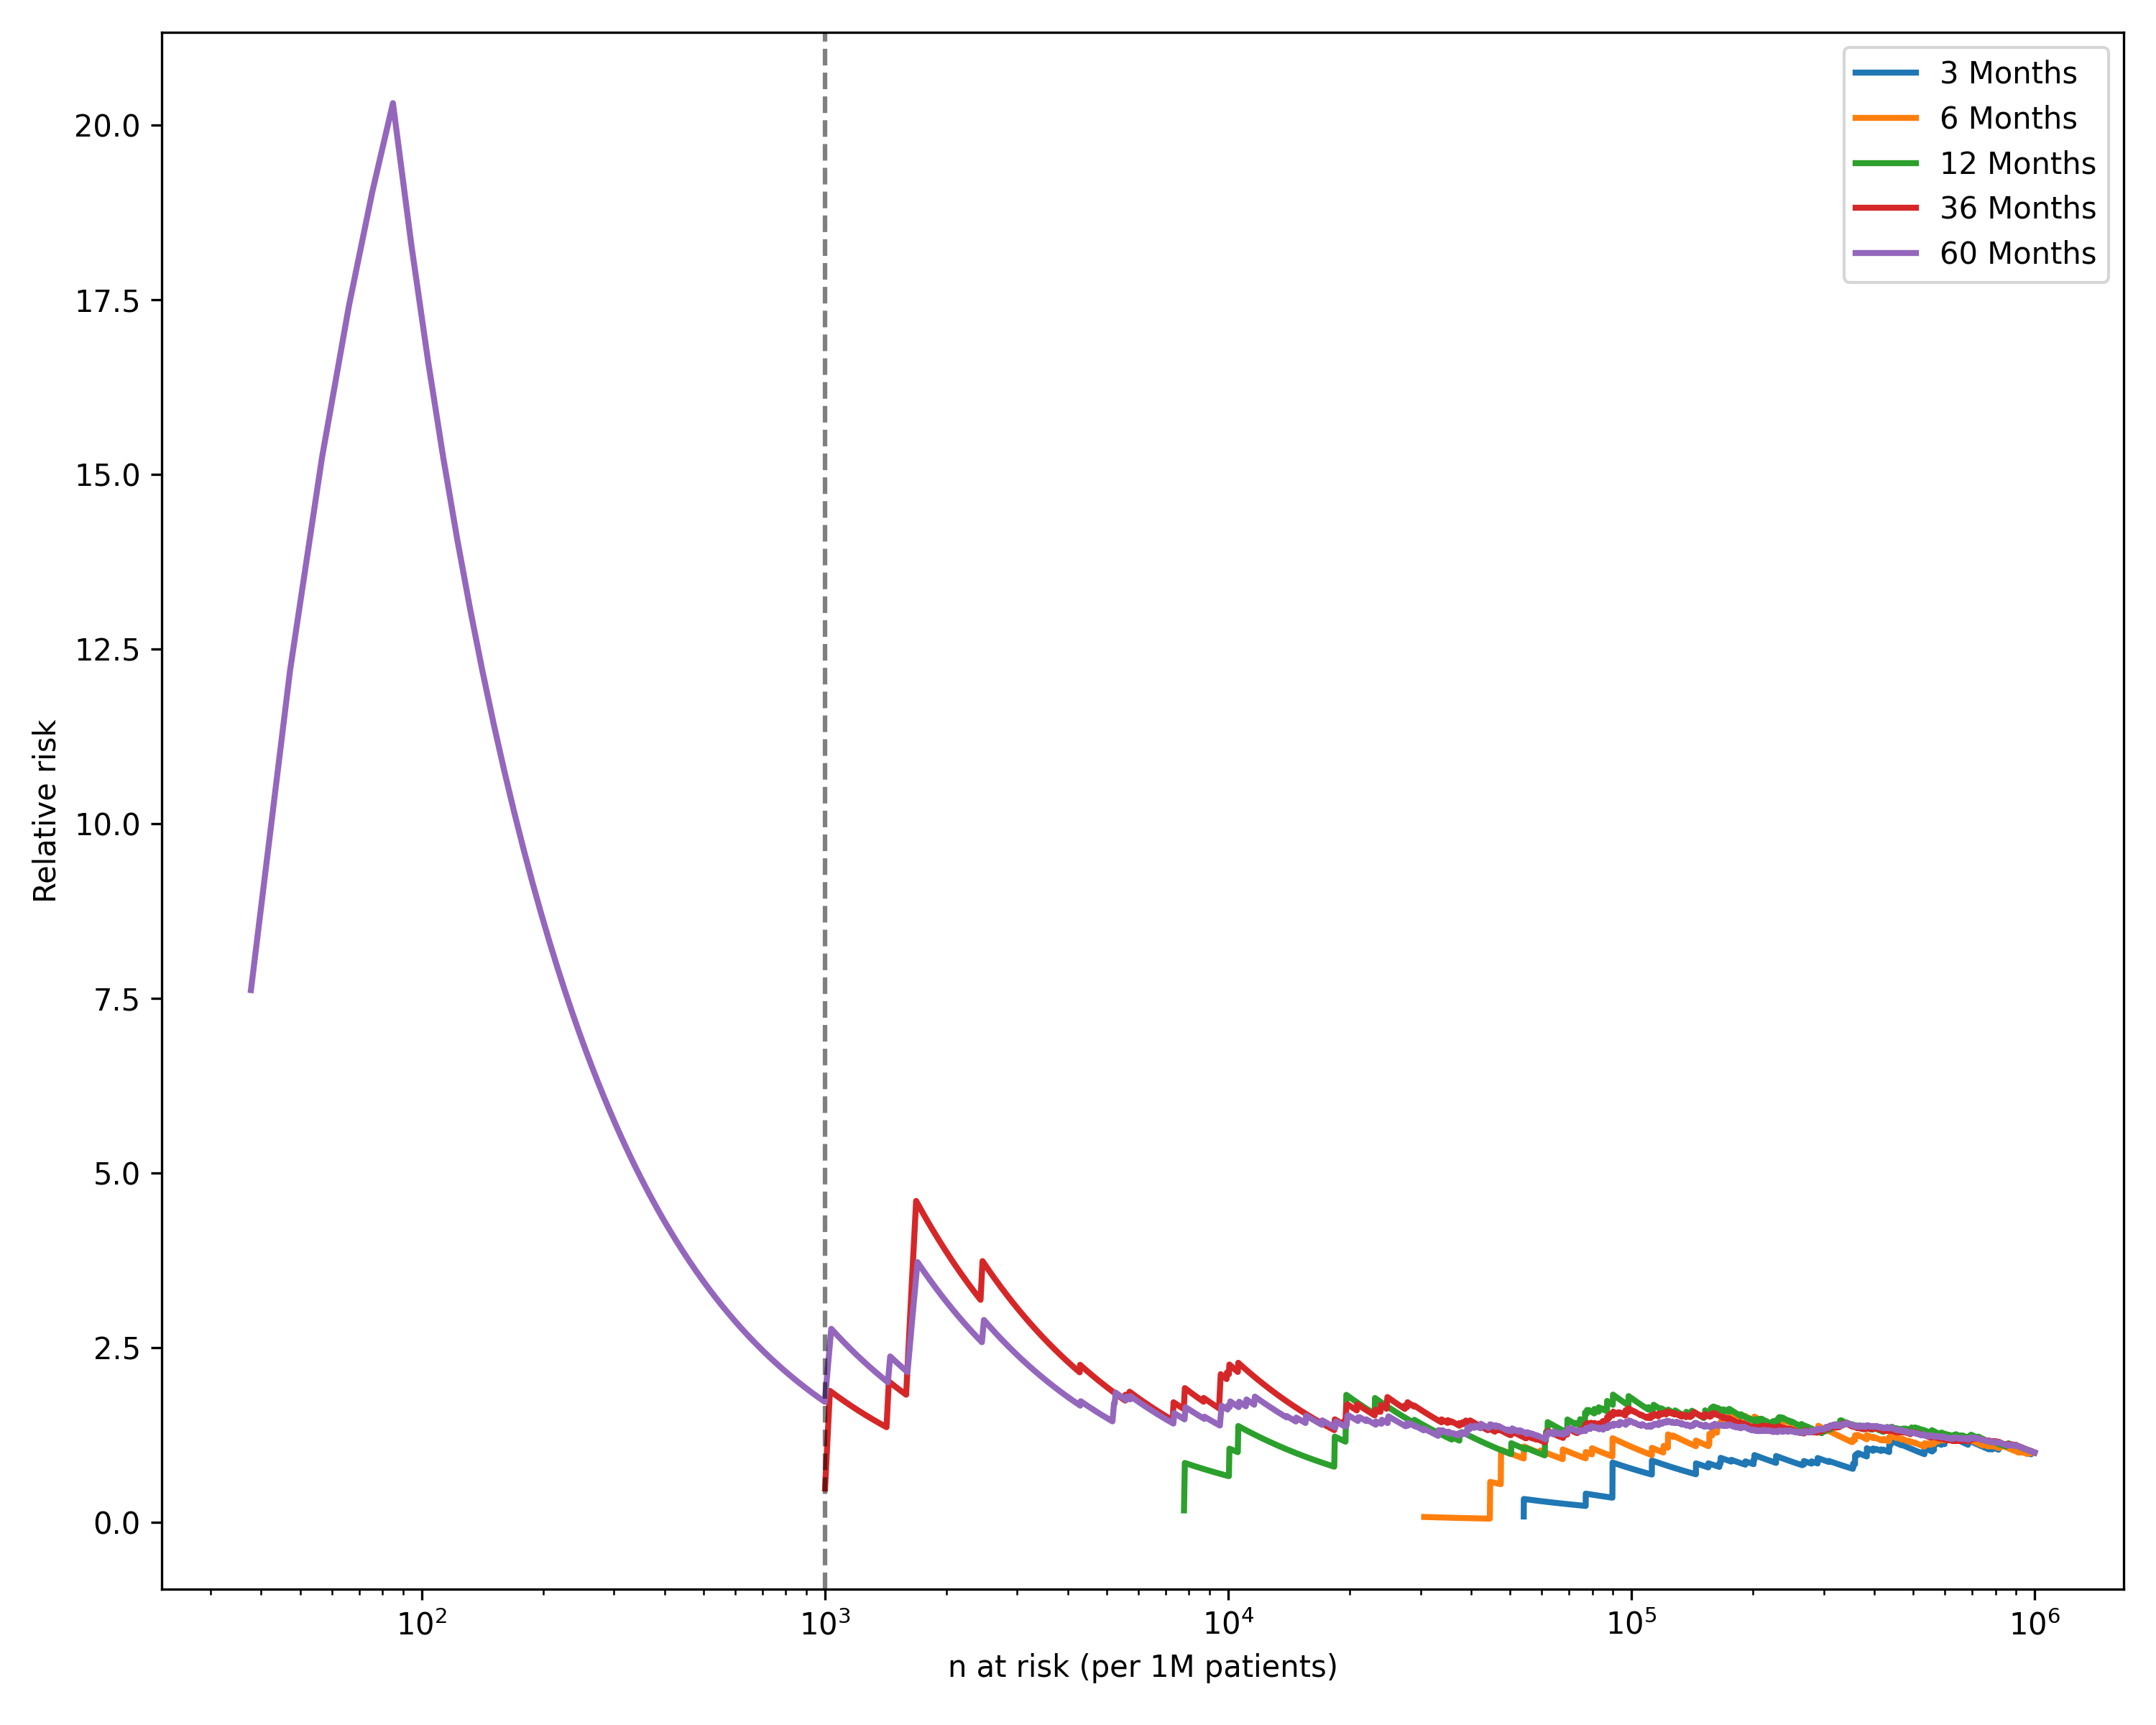 3 Months
6 Months
12 Months
36 Months
60 Months
20.0
17.5
15.0
12.5
10.0
7.5
5.0
2.5
0.0
Relative risk
10² 10³ 10⁴ 10⁵ 10⁶
n at risk (per 1M patients)